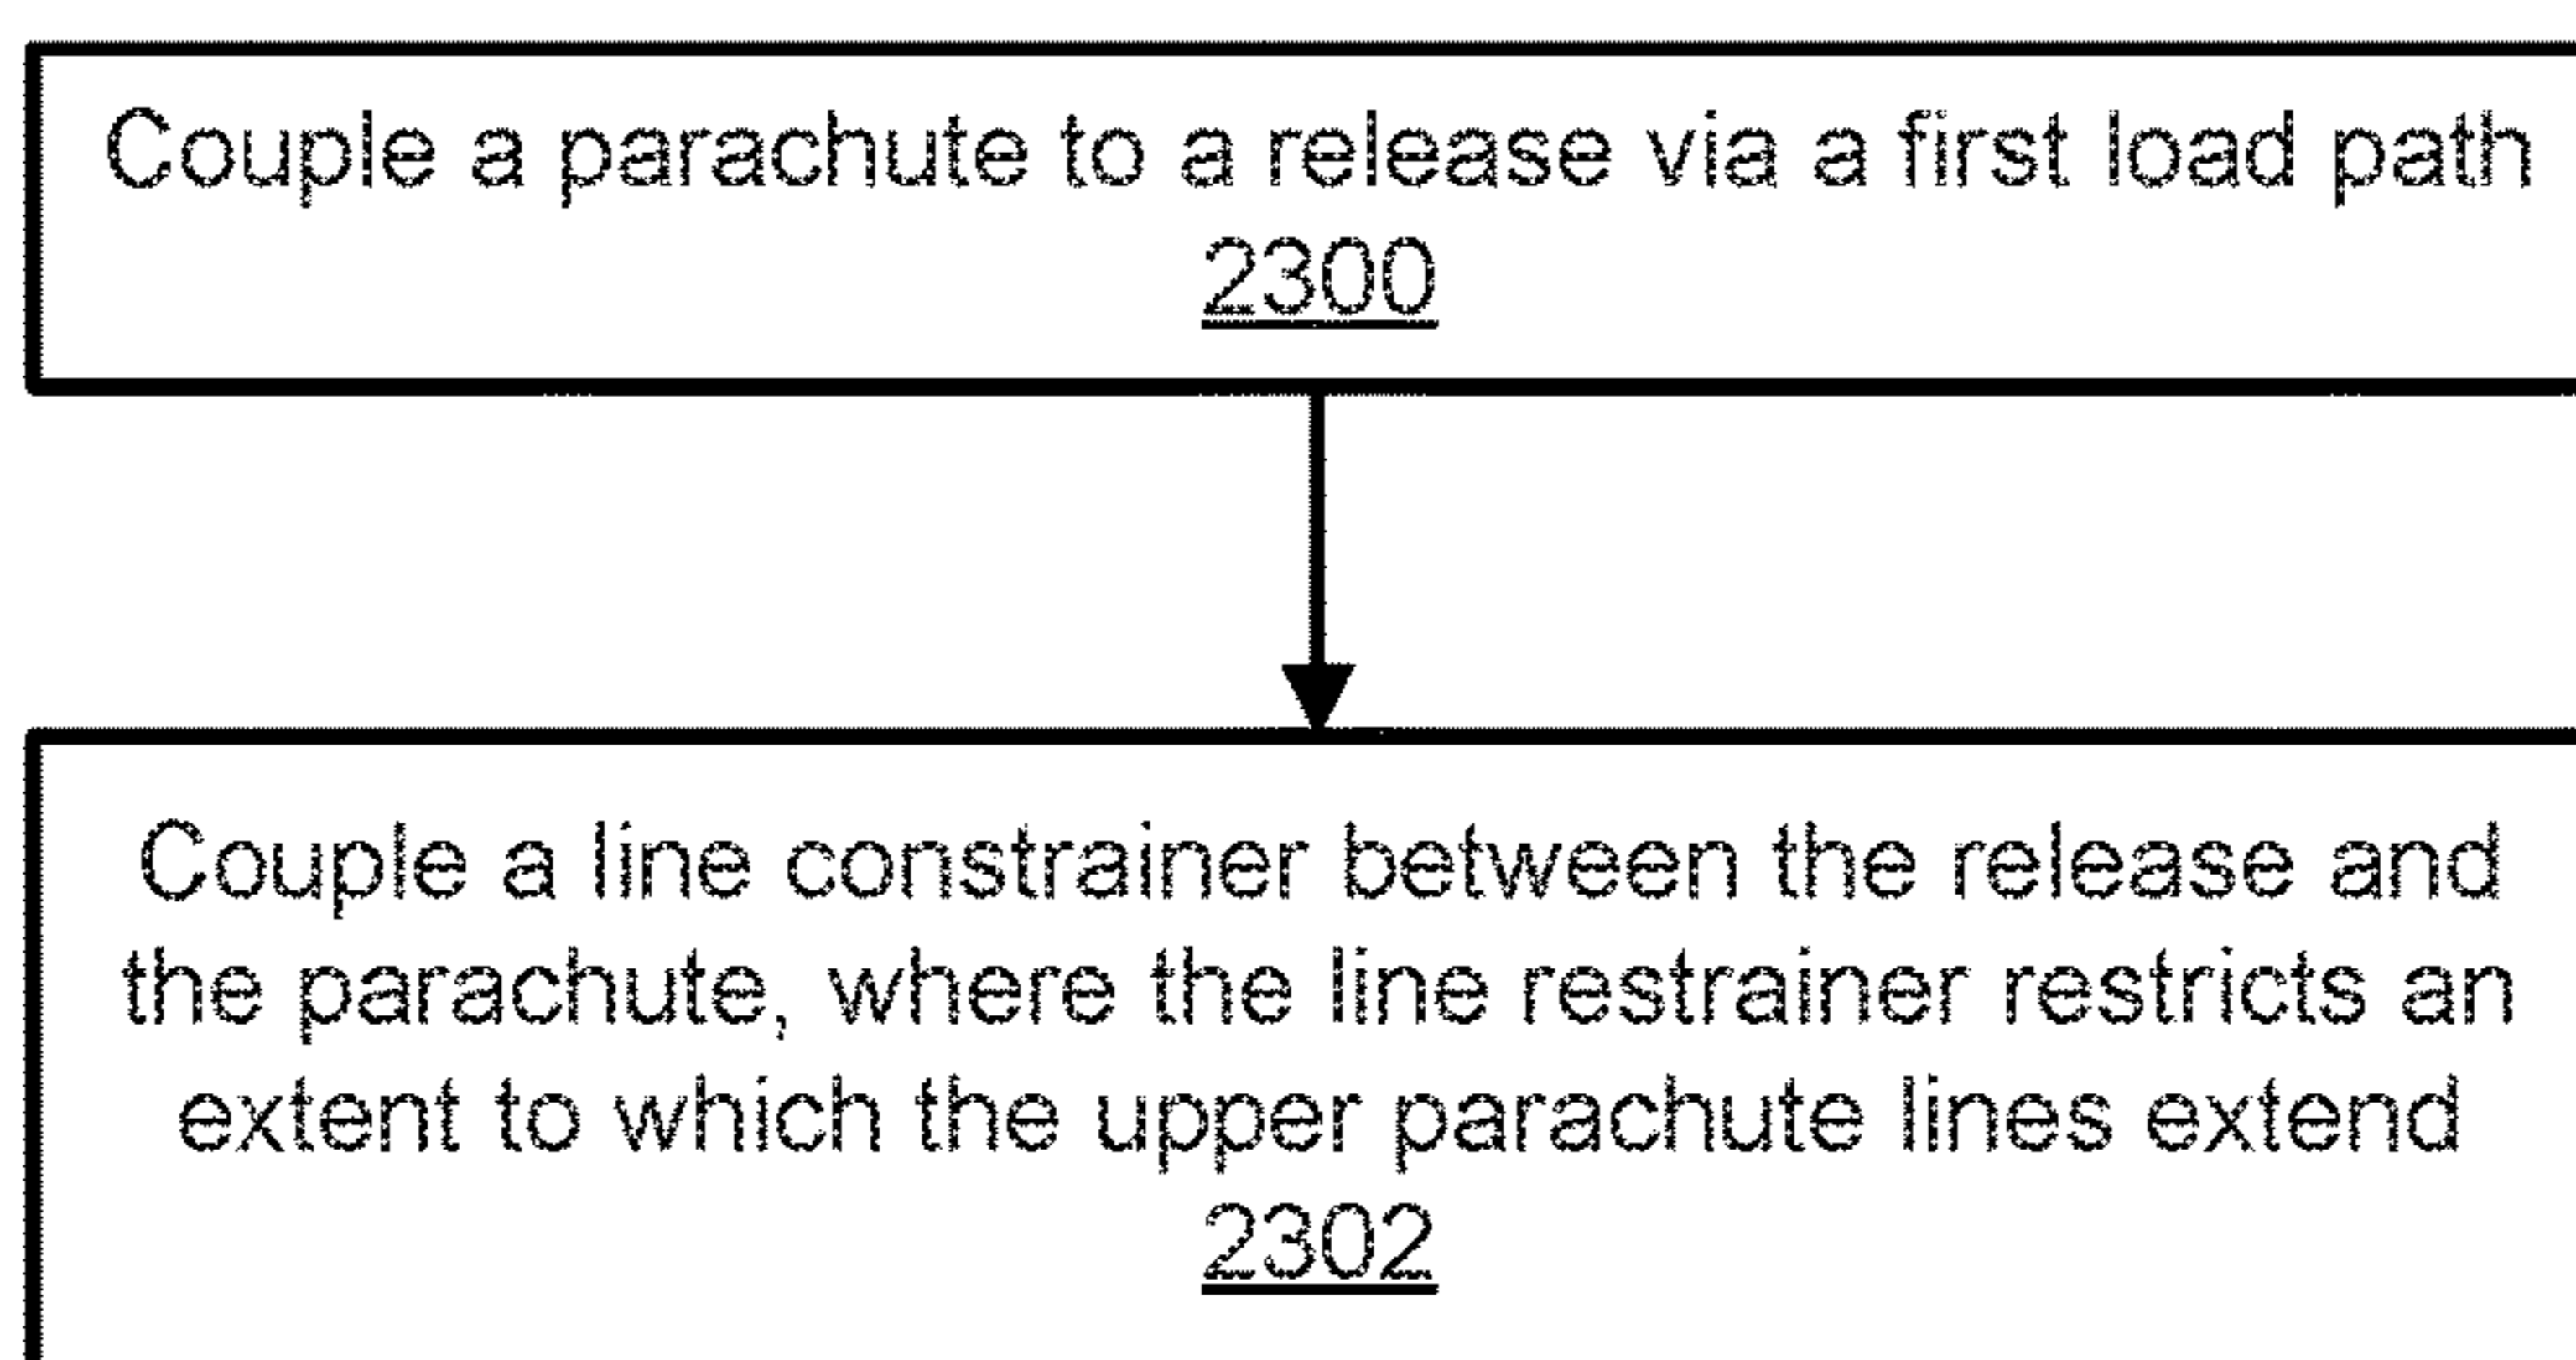 Couple a parachute to a release via a first load path
2300
Couple a line constrainer between the release and
the parachute, where the line restrainer restricts an
extent to which the upper parachute lines extend
2302